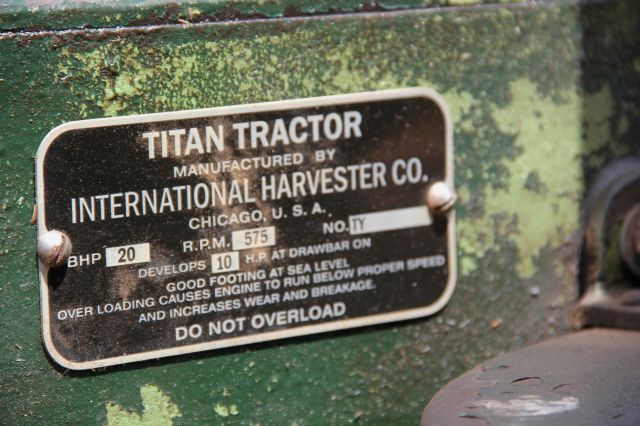 TITAN TRACTOR
MANUFACTURED BY
INTERNATIONAL HARVESTER CO.
CHICAGO, U. S. A.
BHP 20 R.P.M. 575 NO. TY
DEVELOPS 10 H.P. AT DRAWBAR ON
GOOD FOOTING AT SEA LEVEL
OVER LOADING CAUSES ENGINE TO RUN BELOW PROPER SPEED
AND INCREASES WEAR AND BREAKAGE.
DO NOT OVERLOAD